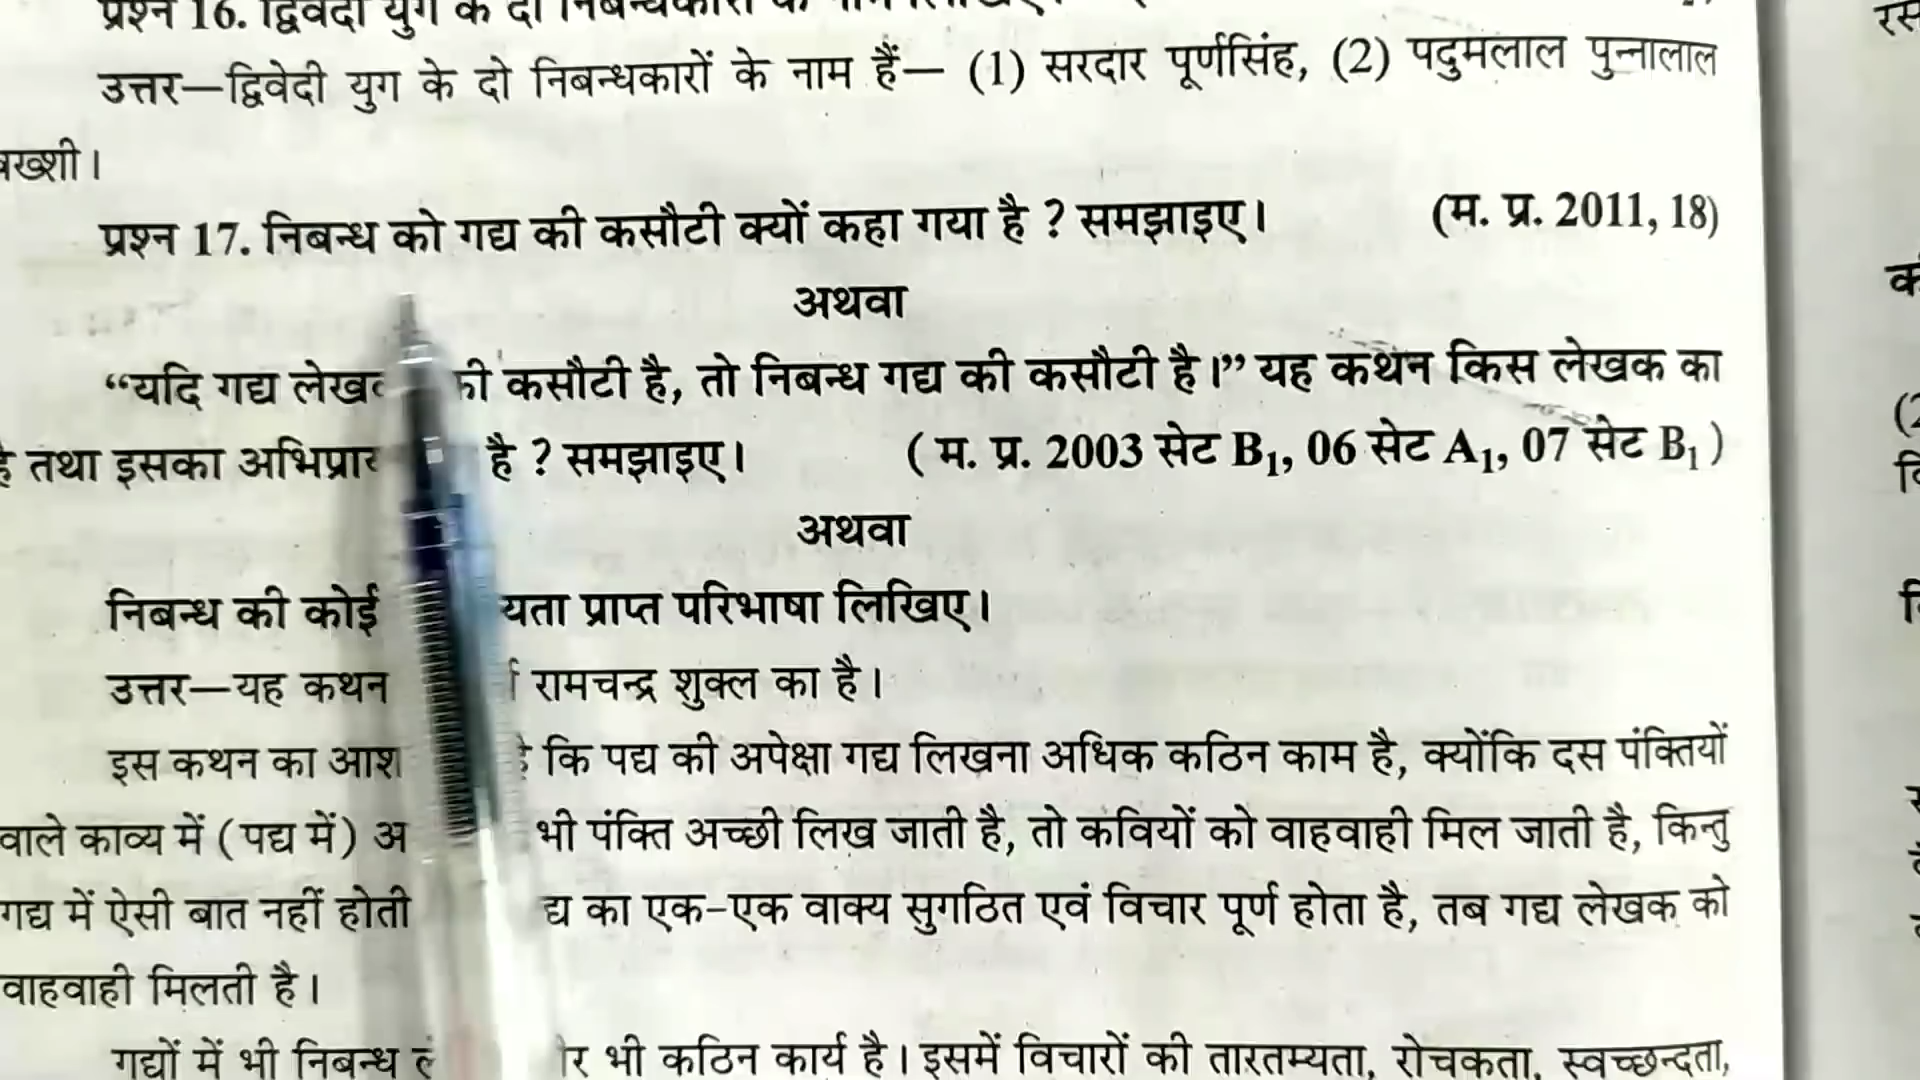 प्रश्न 16. द्विवेदी युग के दो निबन्धकारों के नाम लिखिए।
उत्तर—द्विवेदी युग के दो निबन्धकारों के नाम हैं— (1) सरदार पूर्णसिंह, (2) पदुमलाल पुन्नालाल
बख्शी।
प्रश्न 17. निबन्ध को गद्य की कसौटी क्यों कहा गया है ? समझाइए। (म. प्र. 2011, 18)
अथवा
“यदि गद्य की कसौटी है, तो निबन्ध गद्य की कसौटी है।” यह कथन किस लेखक का
है तथा इसका है ? समझाइए। ( म. प्र. 2003 सेट B₁, 06 सेट A₁, 07 सेट B₁ )
अथवा
निबन्ध की कोई प्राप्त परिभाषा लिखिए।
उत्तर—यह कथन रामचन्द्र शुक्ल का है।
इस कथन का कि पद्य की अपेक्षा गद्य लिखना अधिक कठिन काम है, क्योंकि दस पंक्तियों
वाले काव्य में (पद्य में) भी पंक्ति अच्छी लिख जाती है, तो कवियों को वाहवाही मिल जाती है, किन्तु
गद्य में ऐसी बात नहीं होती का एक-एक वाक्य सुगठित एवं विचार पूर्ण होता है, तब गद्य लेखक को
वाहवाही मिलती है।
गद्यों में भी निबन्ध भी कठिन कार्य है। इसमें विचारों की तारतम्यता, रोचकता, स्वच्छन्दता,